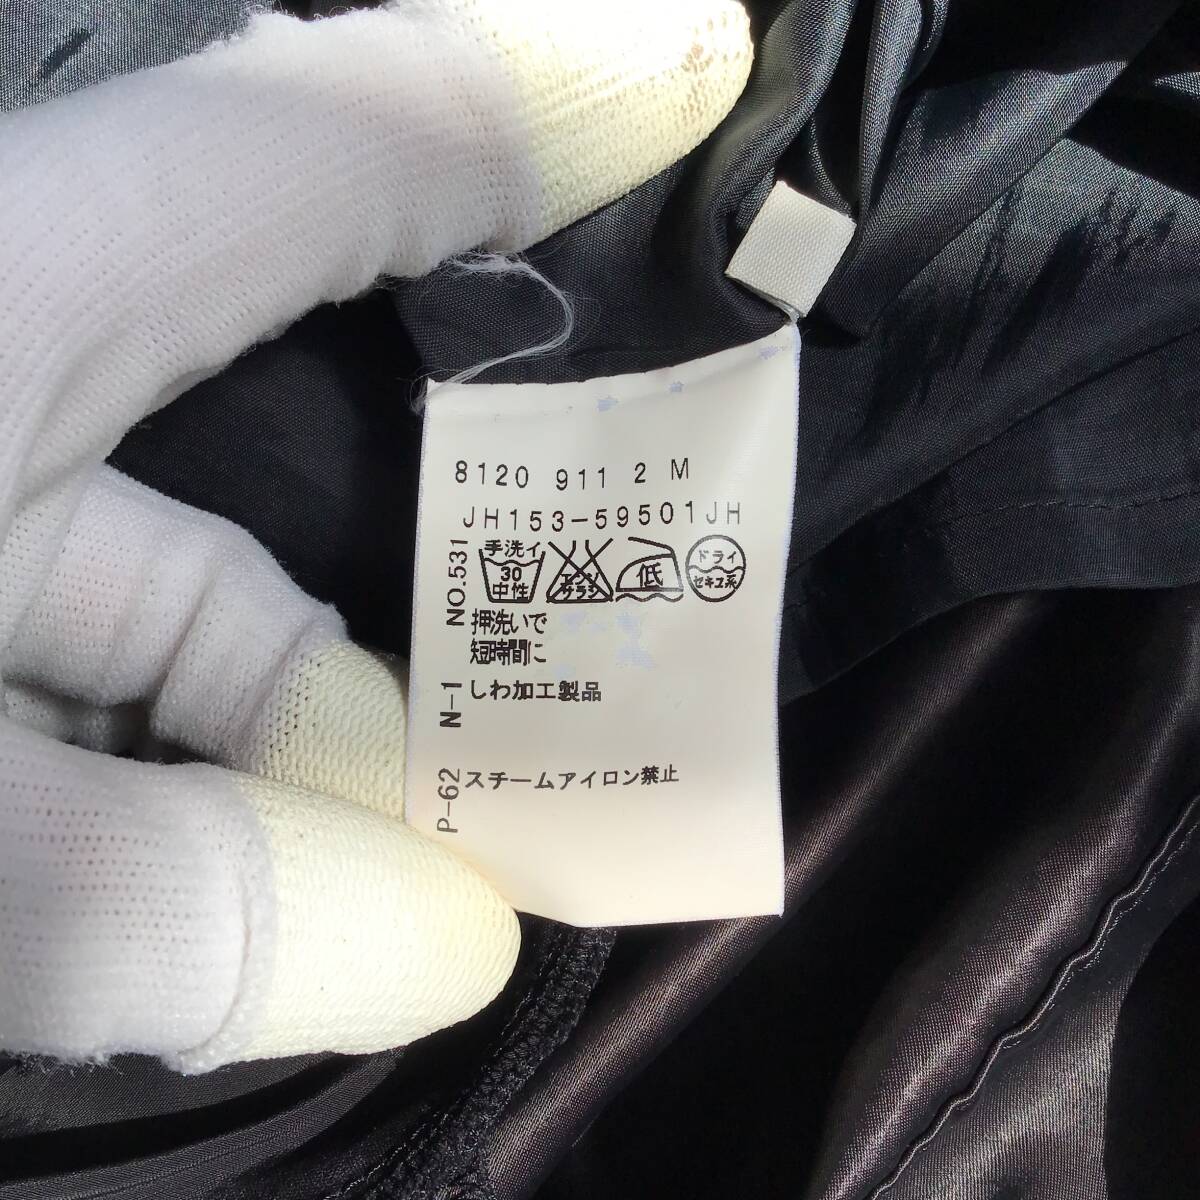 8120 911 2 M
JH153-59501JH
手洗イ
30
中性
エンソ
サラシ
低
ドライ
セキユ系
押洗いで
短時間に
しわ加工製品
スチームアイロン禁止
NO.531
N-1
P-62